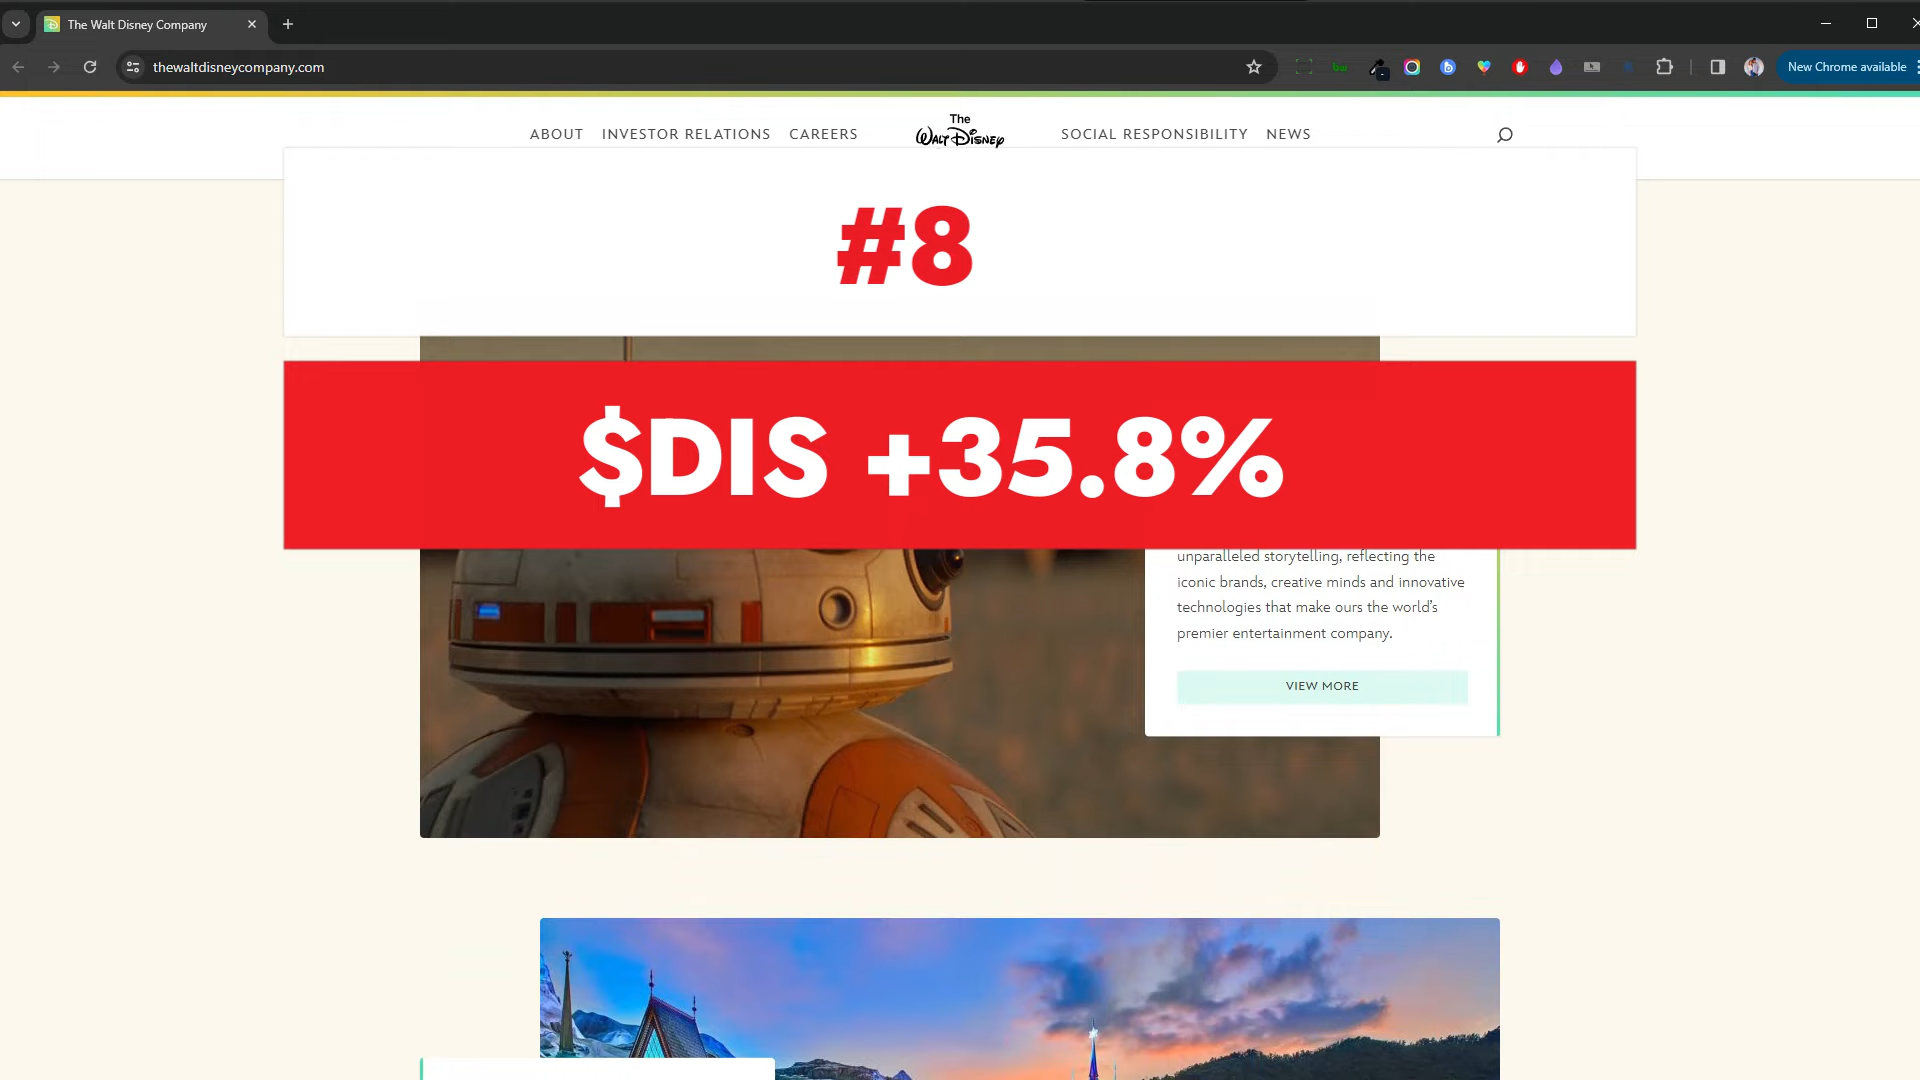 The Walt Disney Company
thewaltdisneycompany.com
New Chrome available
ABOUT INVESTOR RELATIONS CAREERS The Walt Disney SOCIAL RESPONSIBILITY NEWS
#8
$DIS +35.8%
unparalleled storytelling, reflecting the
iconic brands, creative minds and innovative
technologies that make ours the world's
premier entertainment company.
VIEW MORE